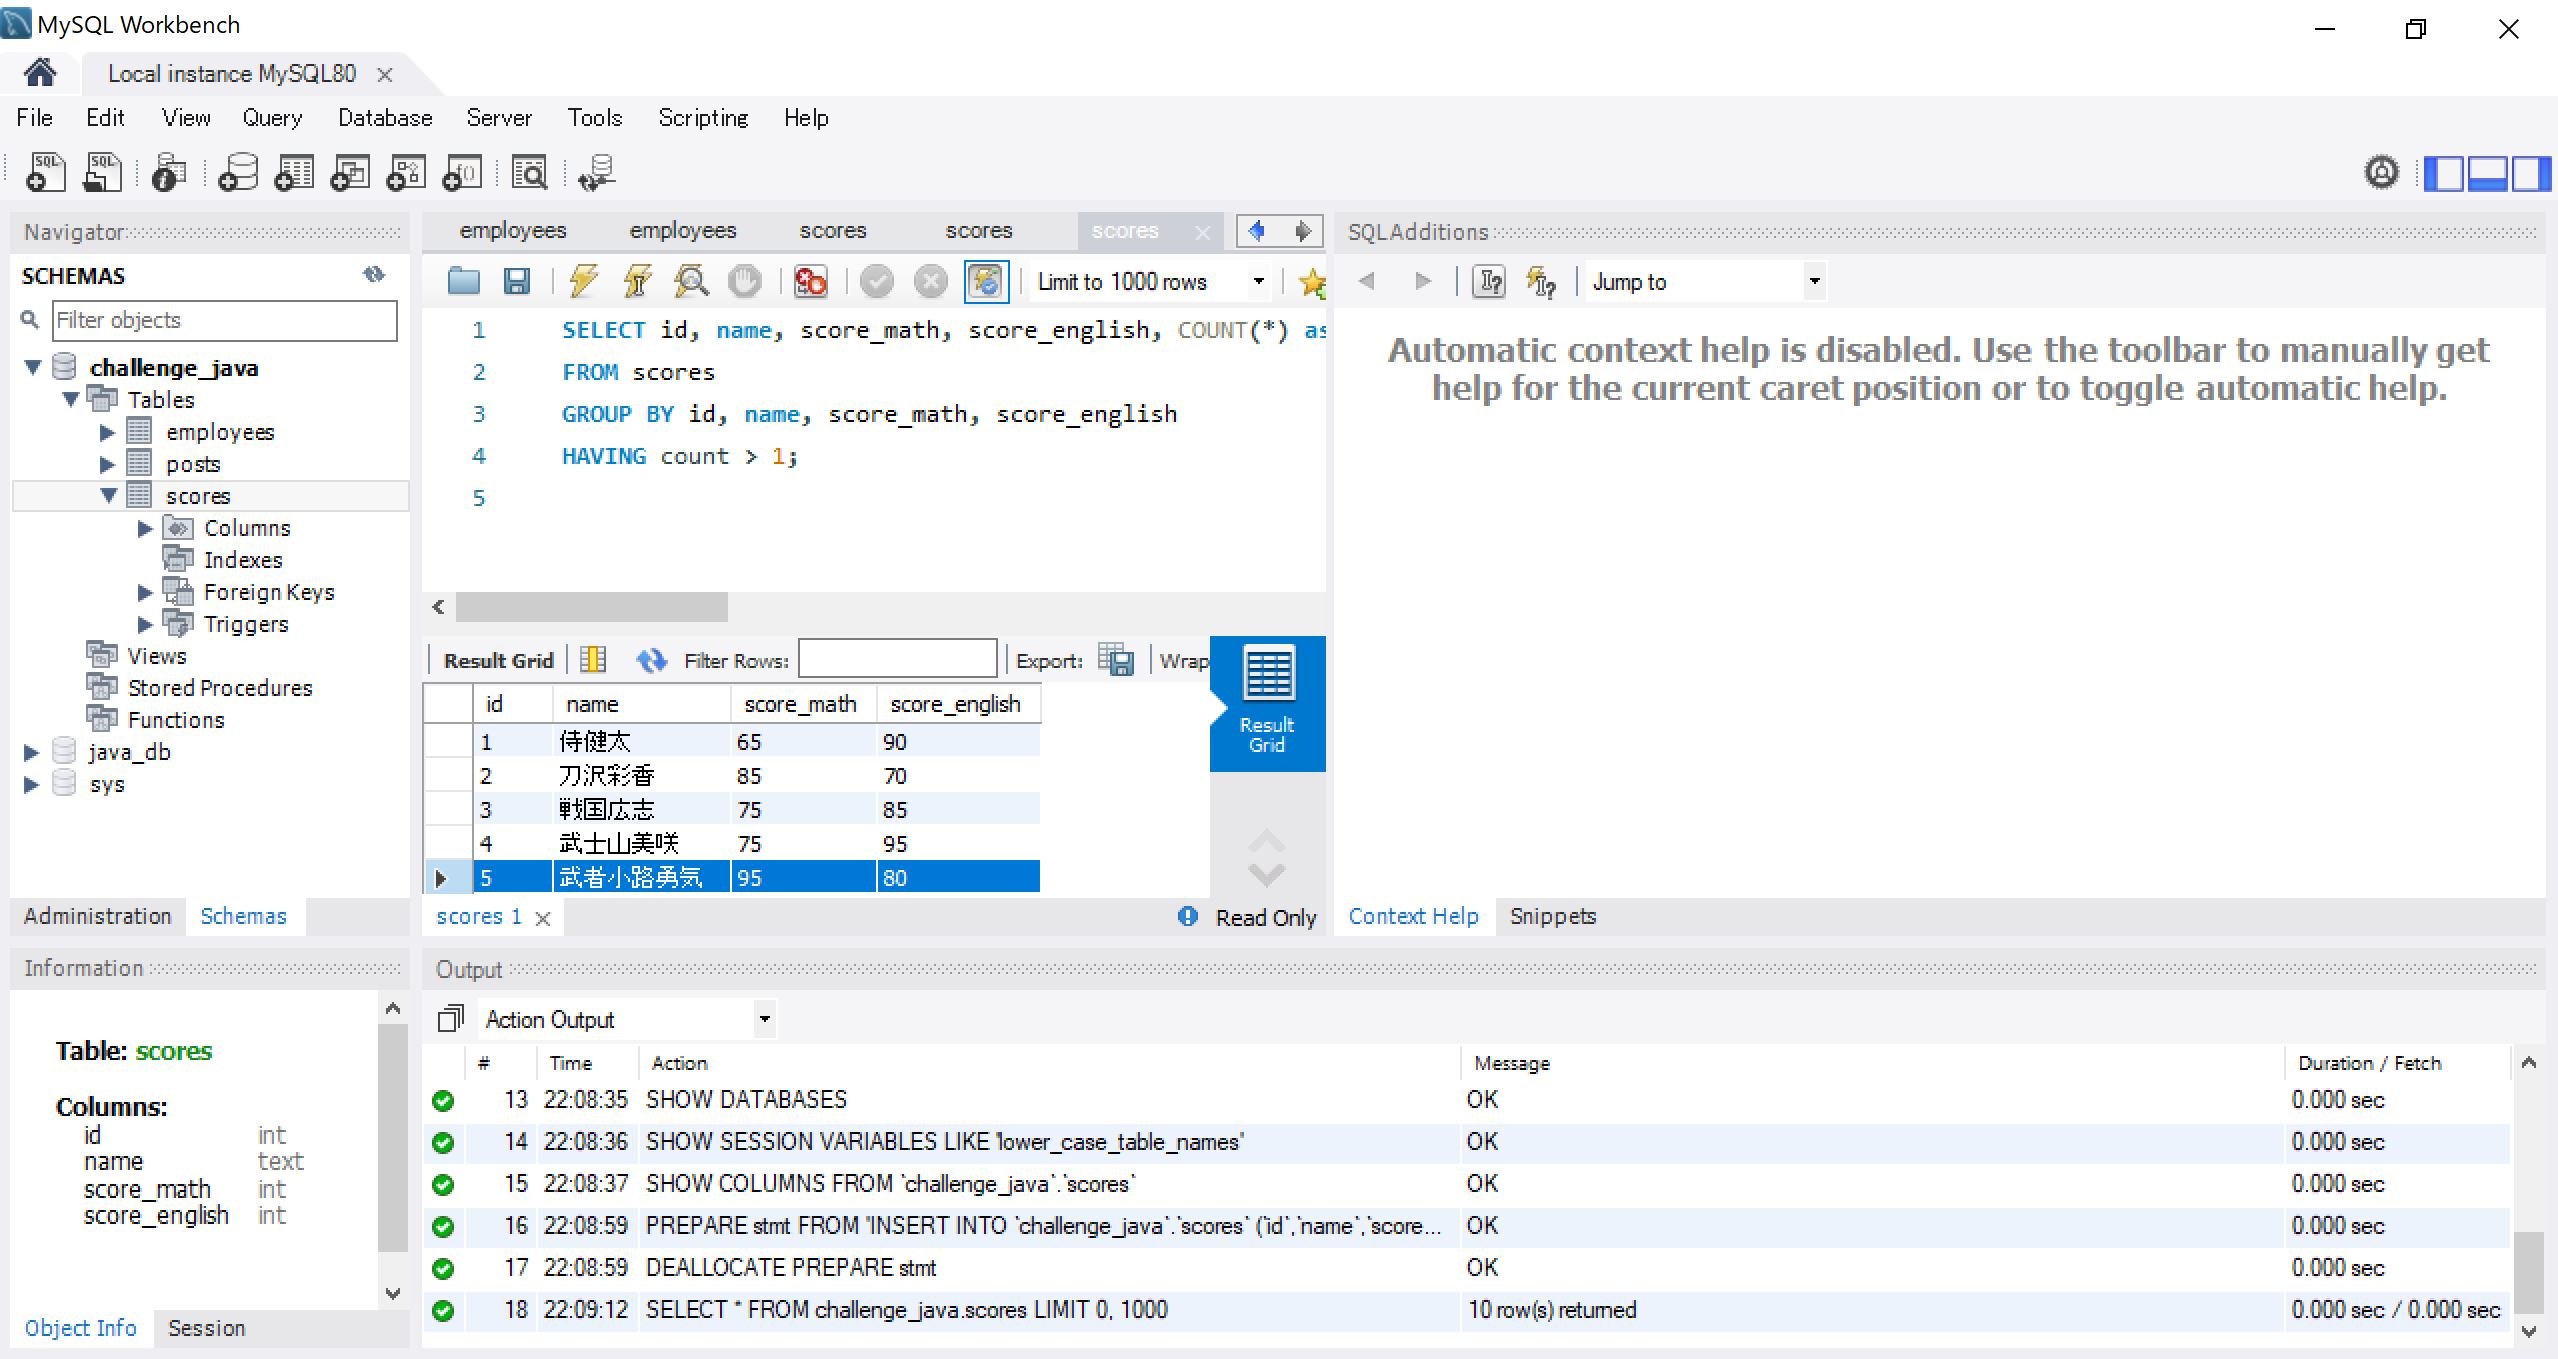 MySQL Workbench
Local instance MySQL80
File Edit View Query Database Server Tools Scripting Help
Navigator
SCHEMAS
Filter objects
challenge_java
Tables
employees
posts
scores
Columns
Indexes
Foreign Keys
Triggers
Views
Stored Procedures
Functions
java_db
sys
Administration Schemas
employees employees scores scores scores
Limit to 1000 rows
1 SELECT id, name, score_math, score_english, COUNT(*) as
2 FROM scores
3 GROUP BY id, name, score_math, score_english
4 HAVING count > 1;
5
Result Grid Filter Rows: Export: Wrap
id name score_math score_english
1 侍健太 65 90
2 刀沢彩香 85 70
3 戦国広志 75 85
4 武士山美咲 75 95
5 武者小路勇気 95 80
Result
Grid
scores 1 Read Only
SQLAdditions
Jump to
Automatic context help is disabled. Use the toolbar to manually get
help for the current caret position or to toggle automatic help.
Context Help Snippets
Information
Table: scores
Columns:
id int
name text
score_math int
score_english int
Object Info Session
Output
Action Output
# Time Action Message Duration / Fetch
13 22:08:35 SHOW DATABASES OK 0.000 sec
14 22:08:36 SHOW SESSION VARIABLES LIKE 'lower_case_table_names' OK 0.000 sec
15 22:08:37 SHOW COLUMNS FROM `challenge_java`.`scores` OK 0.000 sec
16 22:08:59 PREPARE stmt FROM 'INSERT INTO `challenge_java`.`scores` (`id`,`name`,`score... OK 0.000 sec
17 22:08:59 DEALLOCATE PREPARE stmt OK 0.000 sec
18 22:09:12 SELECT * FROM challenge_java.scores LIMIT 0, 1000 10 row(s) returned 0.000 sec / 0.000 sec